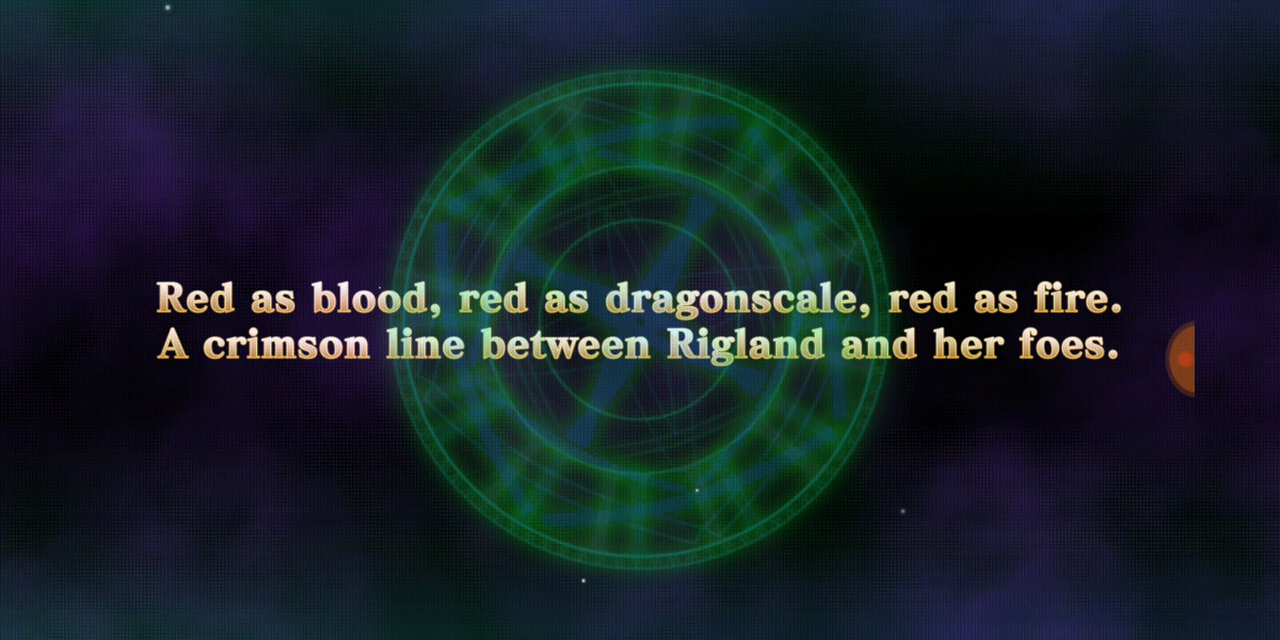 Red as blood, red as dragonscale, red as fire.
A crimson line between Rigland and her foes.